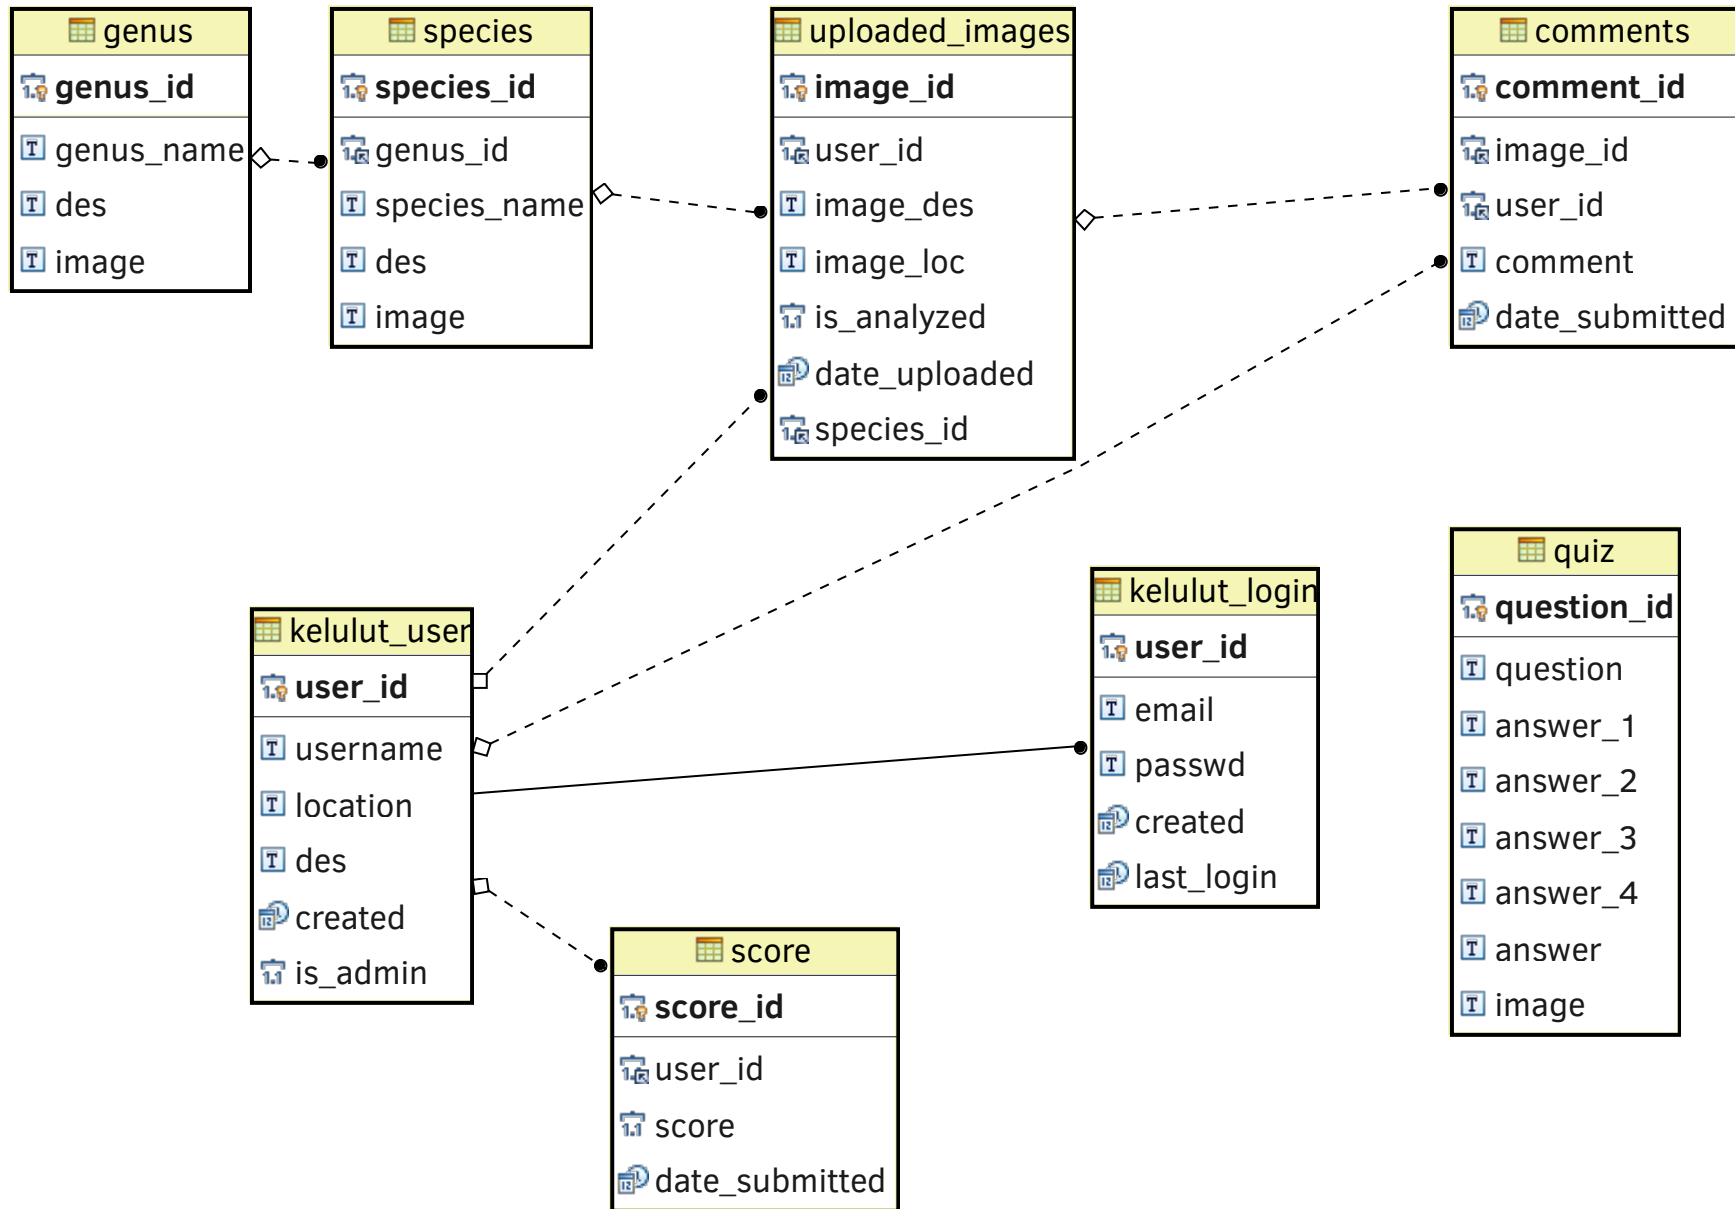 genus
genus_id
genus_name
des
image
species
species_id
genus_id
species_name
des
image
uploaded_images
image_id
user_id
image_des
image_loc
is_analyzed
date_uploaded
species_id
comments
comment_id
image_id
user_id
comment
date_submitted
kelulut_user
user_id
username
location
des
created
is_admin
score
score_id
user_id
score
date_submitted
kelulut_login
user_id
email
passwd
created
last_login
quiz
question_id
question
answer_1
answer_2
answer_3
answer_4
answer
image